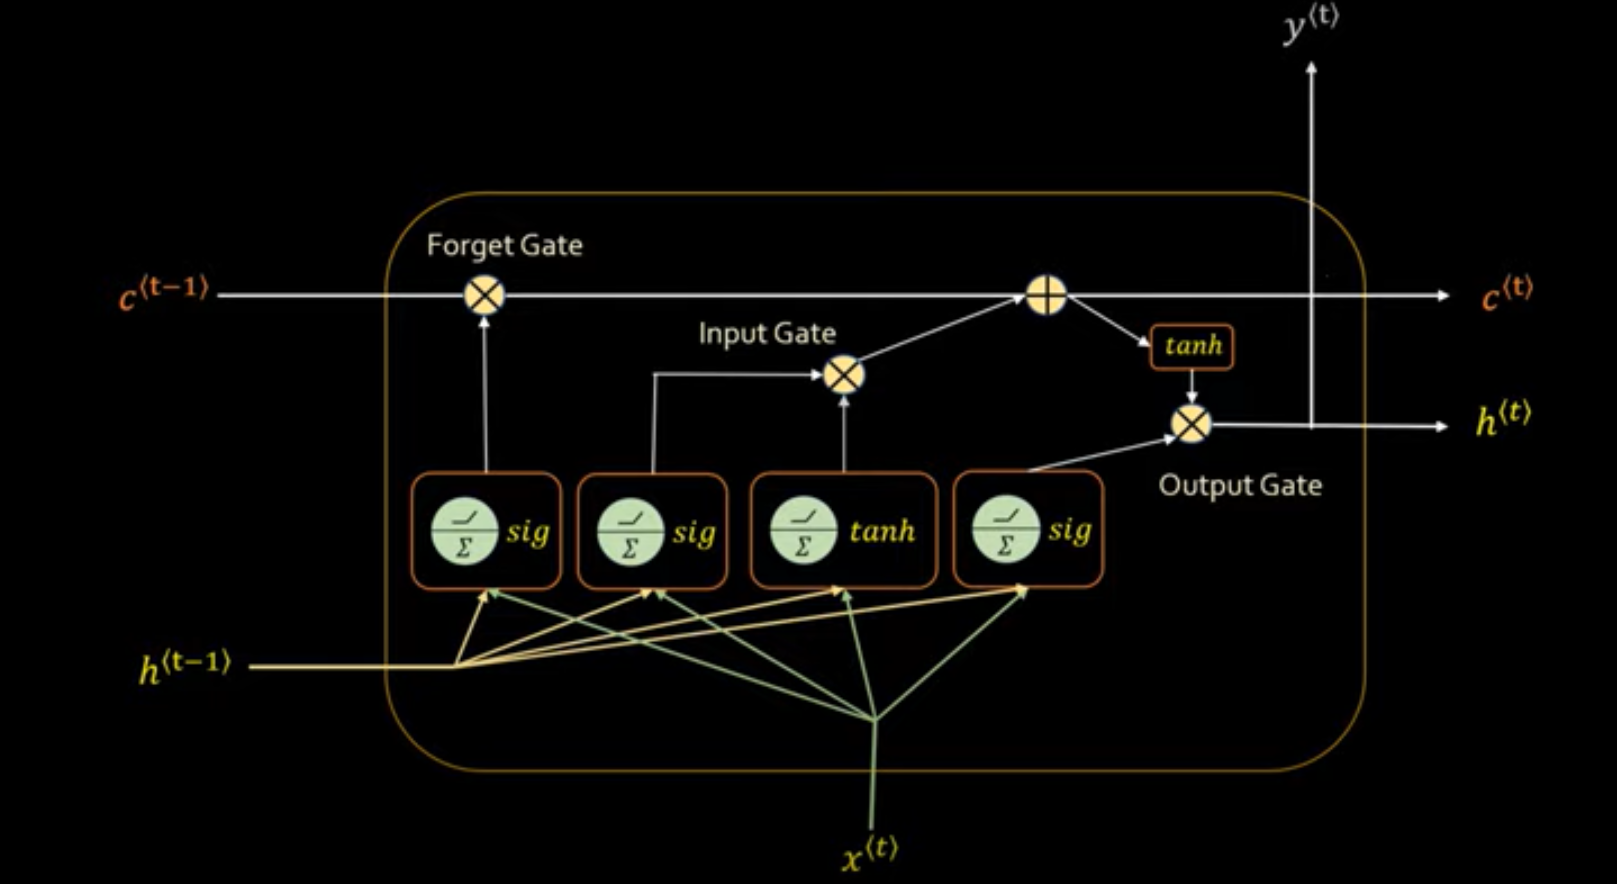 y⟨t⟩
Forget Gate
c⟨t−1⟩
c⟨t⟩
Input Gate
tanh
h⟨t⟩
Output Gate
Σ sig
Σ sig
Σ tanh
Σ sig
h⟨t−1⟩
x⟨t⟩